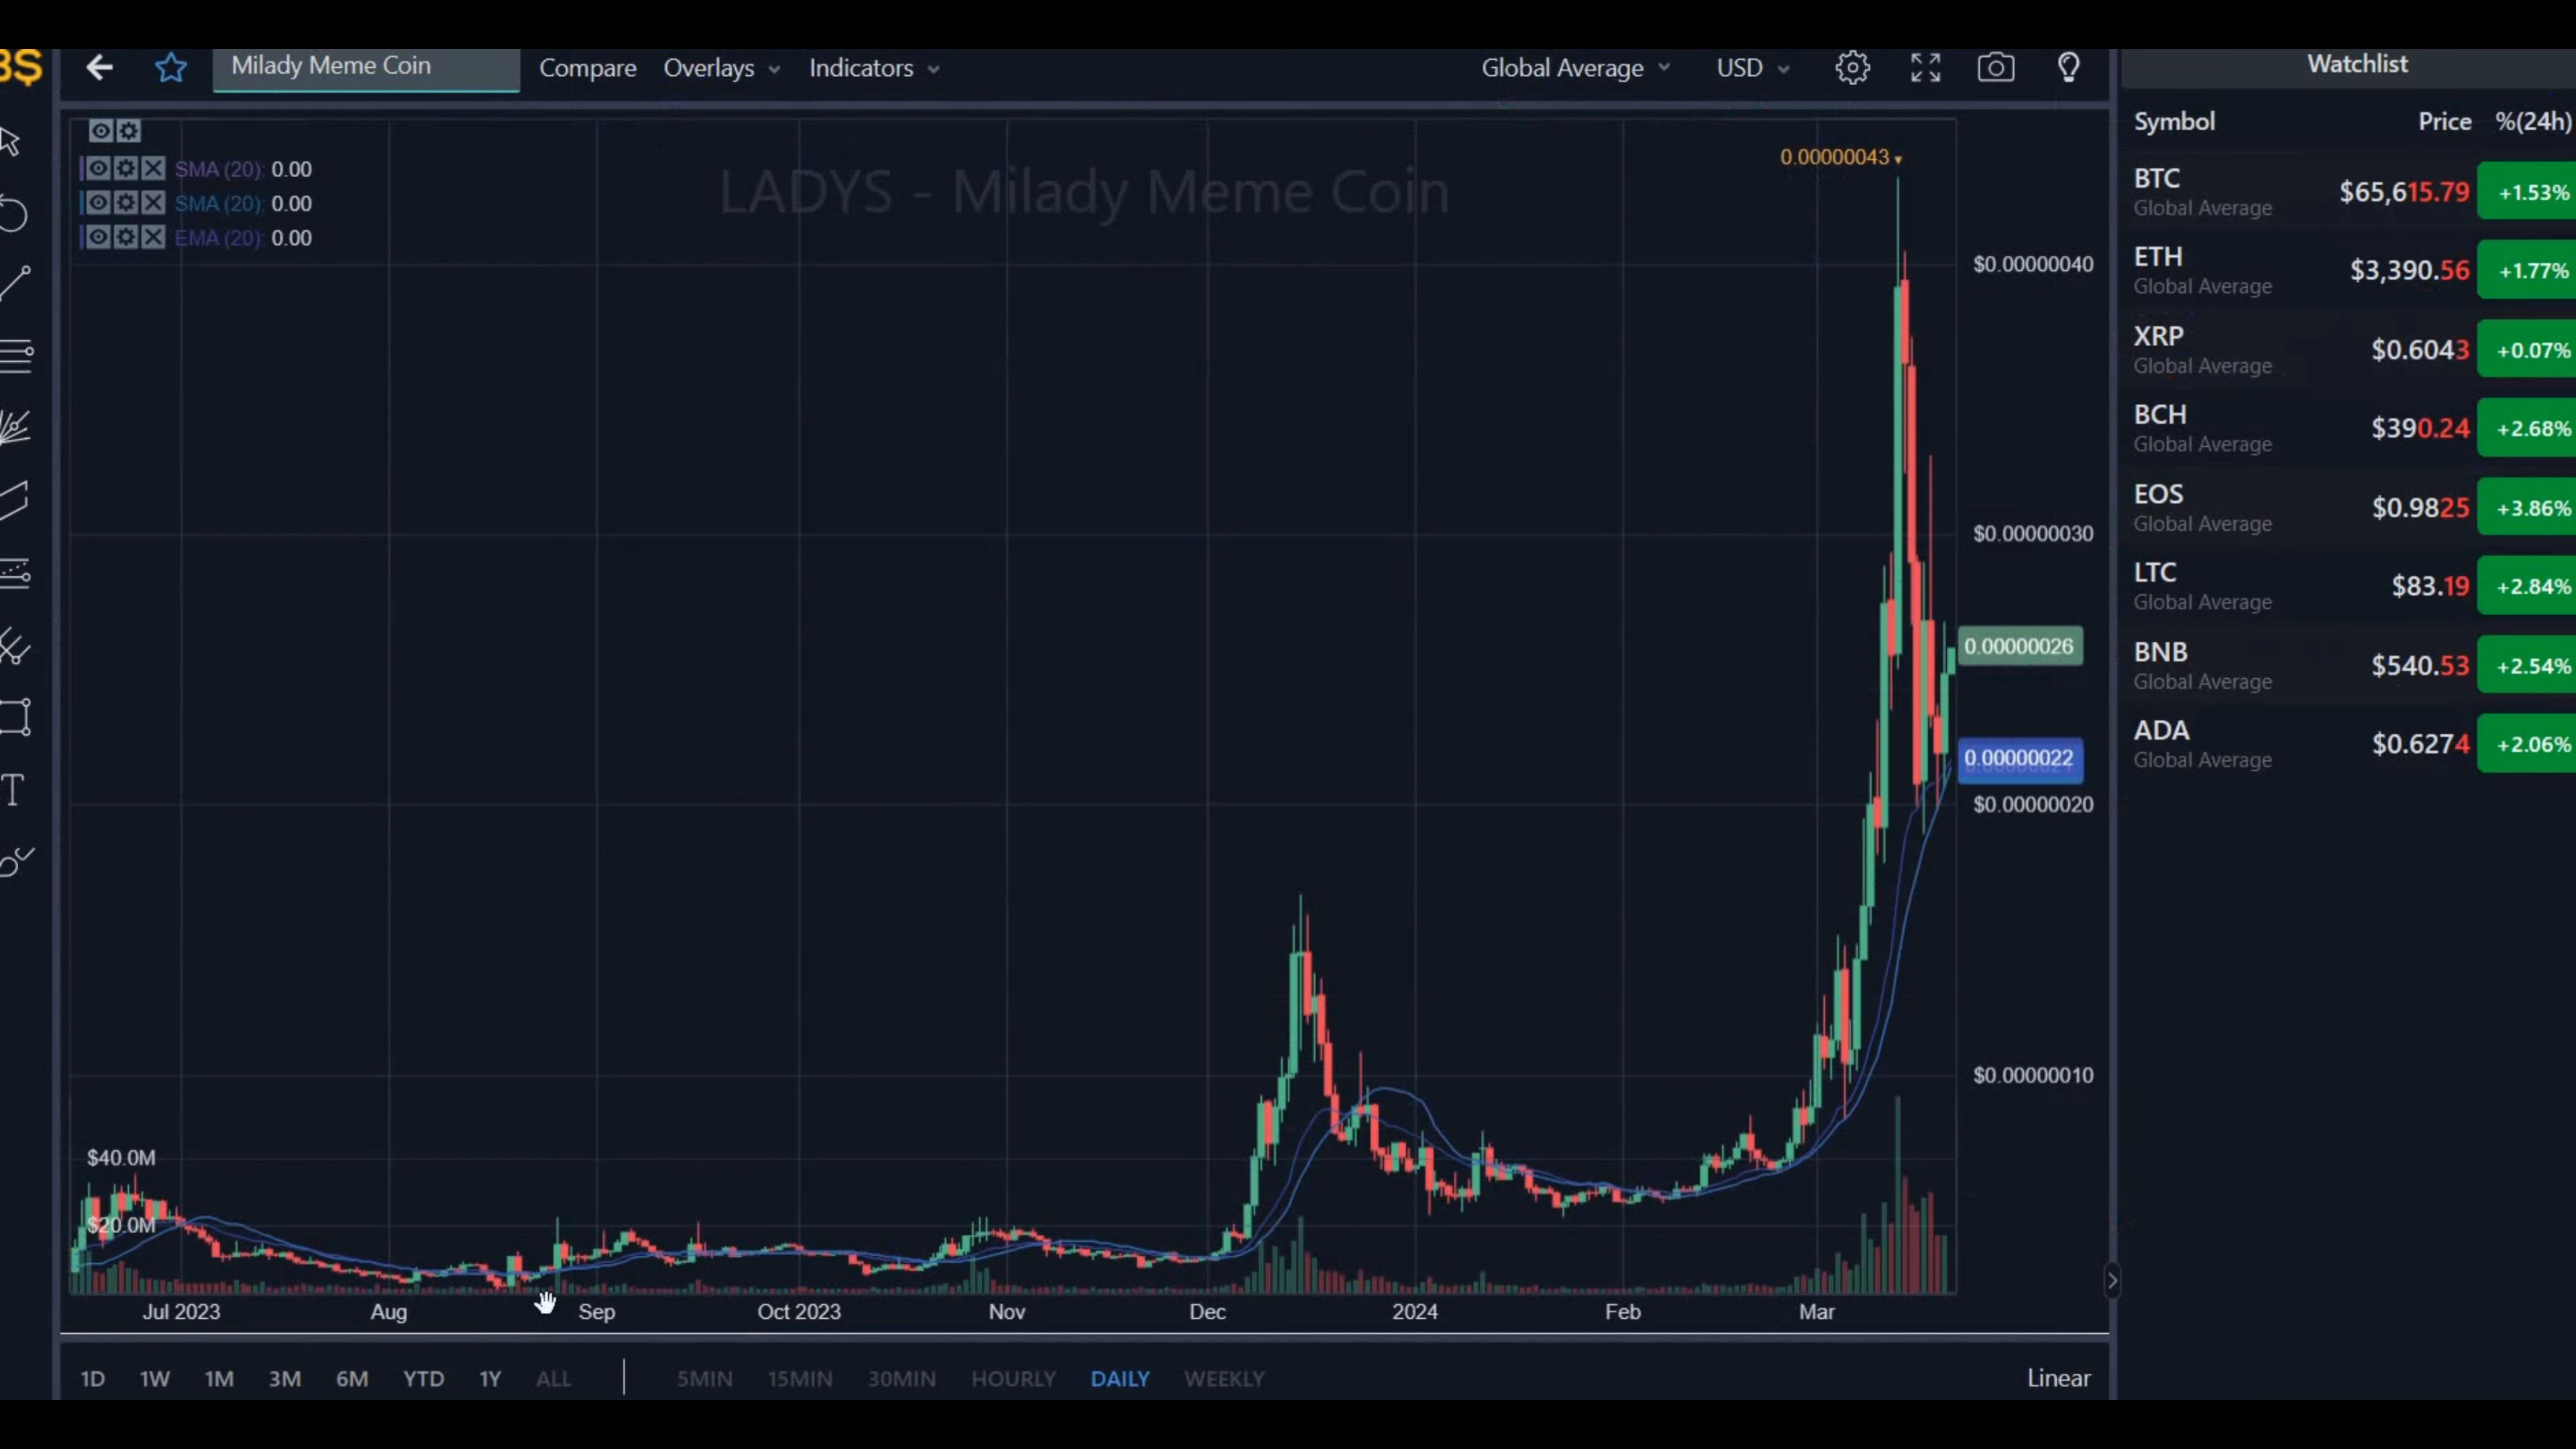 B$
Milady Meme Coin
Compare
Overlays
Indicators
Global Average
USD
Watchlist
Symbol Price %(24h)
SMA (20): 0.00
SMA (20): 0.00
EMA (20): 0.00
LADYS - Milady Meme Coin
0.00000043
$0.00000040
$0.00000030
0.00000026
0.00000022
$0.00000020
$0.00000010
$40.0M
$20.0M
Jul 2023 Aug Sep Oct 2023 Nov Dec 2024 Feb Mar
1D 1W 1M 3M 6M YTD 1Y ALL 5MIN 15MIN 30MIN HOURLY DAILY WEEKLY Linear
BTC $65,615.79 +1.53%
Global Average
ETH $3,390.56 +1.77%
Global Average
XRP $0.6043 +0.07%
Global Average
BCH $390.24 +2.68%
Global Average
EOS $0.9825 +3.86%
Global Average
LTC $83.19 +2.84%
Global Average
BNB $540.53 +2.54%
Global Average
ADA $0.6274 +2.06%
Global Average